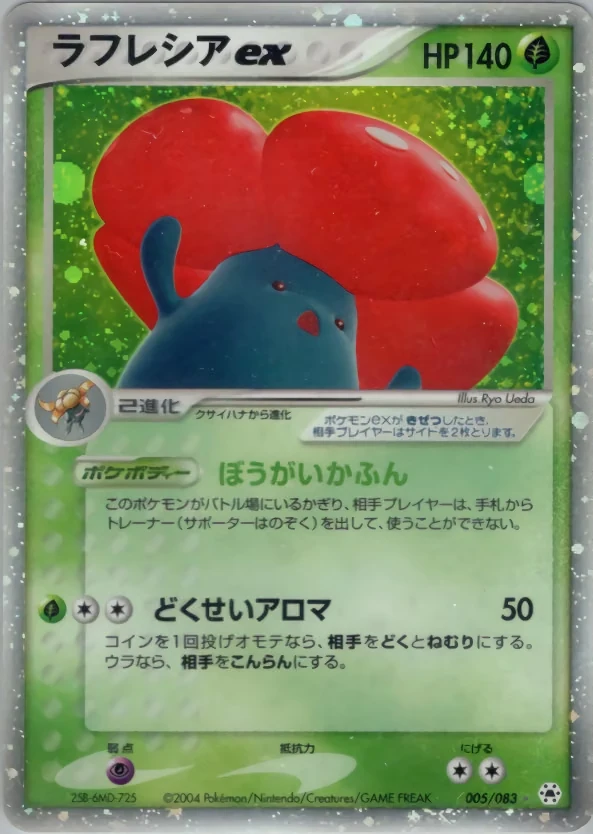 ラフレシアex HP140
Illus. Ryo Ueda
2進化 クサイハナから進化
ポケモンexがきぜつしたとき、
相手プレイヤーはサイドを2枚とります。
ポケボディー ぼうがいかふん
このポケモンがバトル場にいるかぎり、相手プレイヤーは、手札から
トレーナー(サポーターはのぞく)を出して、使うことができない。
どくせいアロマ 50
コインを1回投げオモテなら、相手をどくとねむりにする。
ウラなら、相手をこんらんにする。
弱点 抵抗力 にげる
2SB-6MD-725 ©2004 Pokémon/Nintendo/Creatures/GAME FREAK 005/083